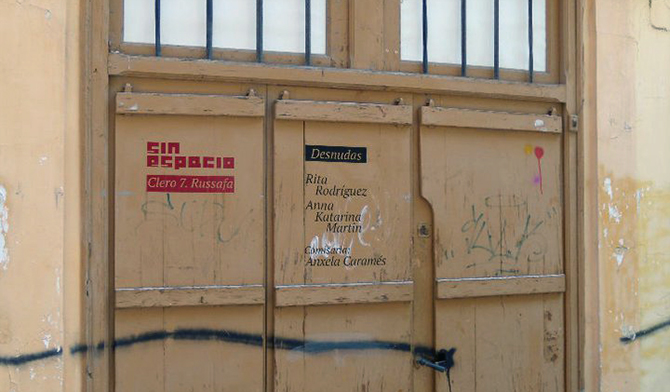 sin
espacio
Clero 7. Russafa
Desnudas
Rita
Rodríguez
Anna
Katarina
Martin
Comisaria:
Anxela Caramés